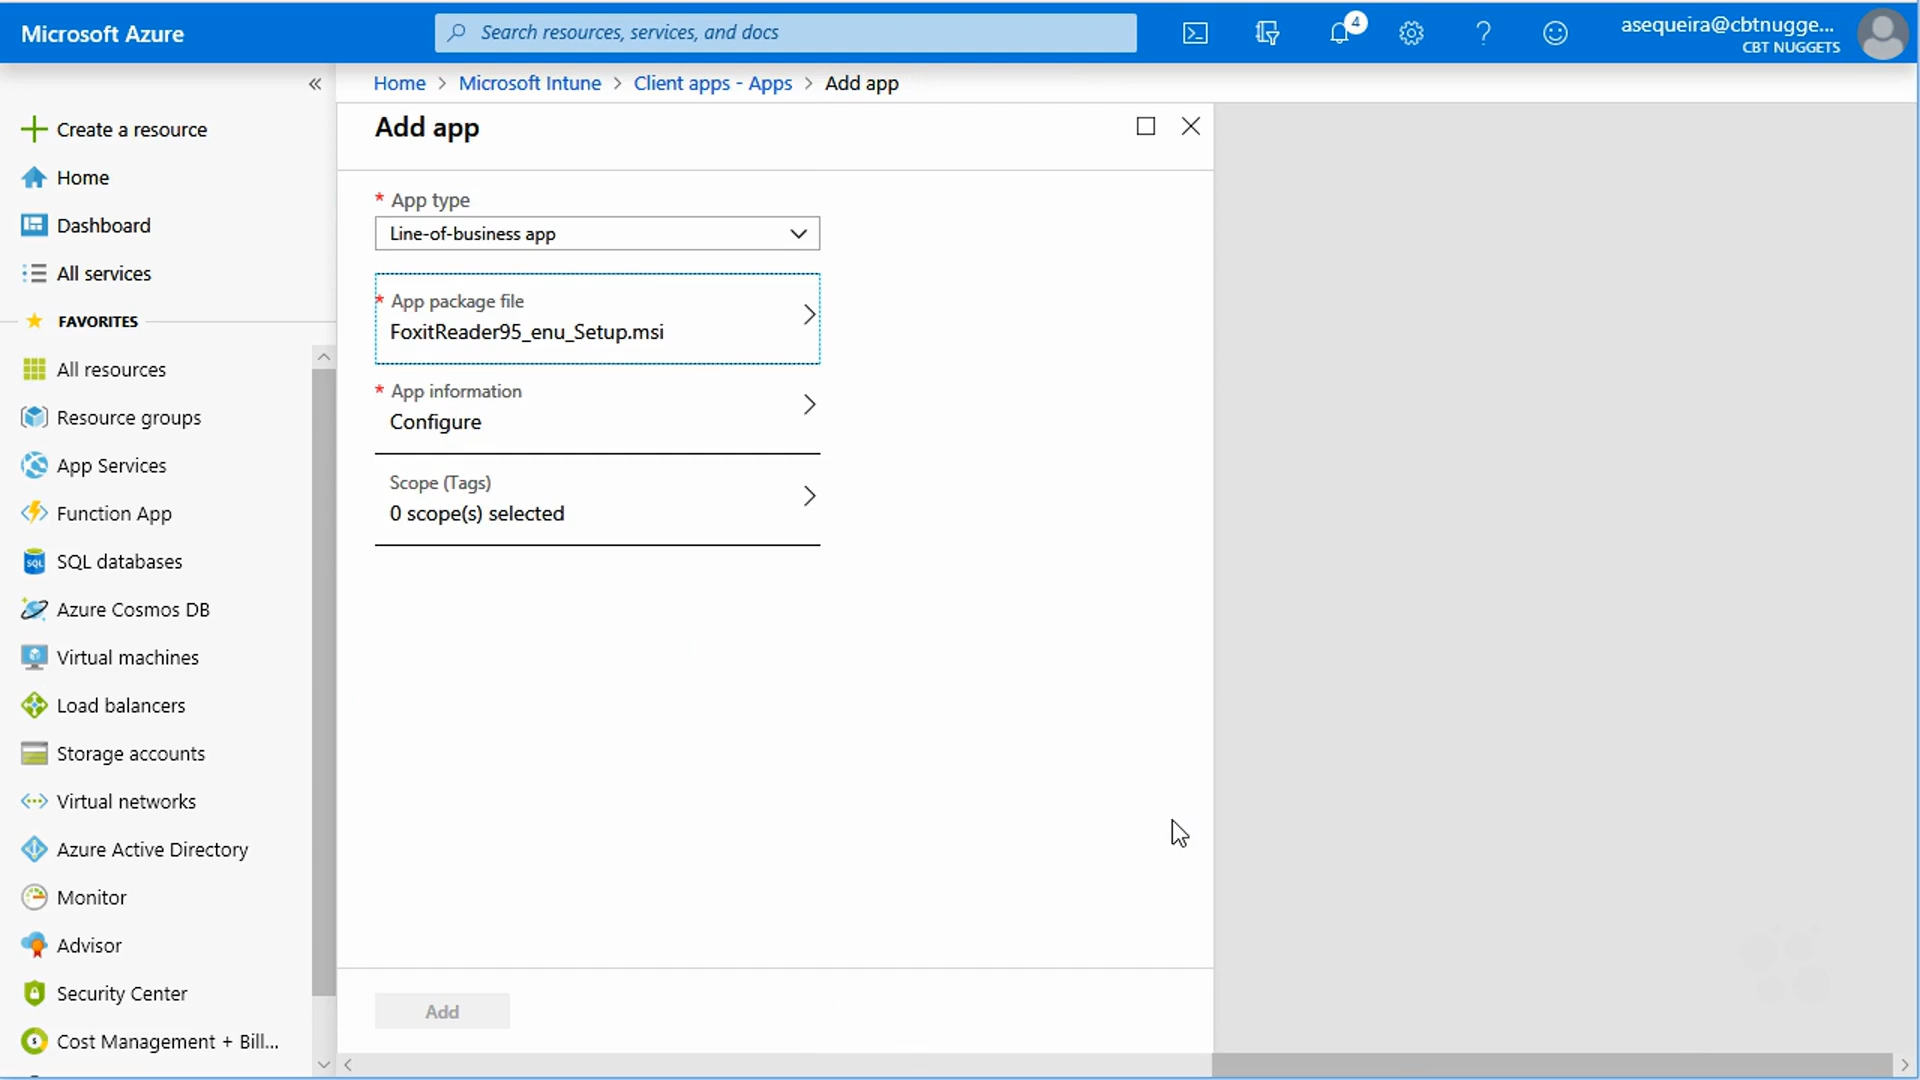 Microsoft Azure
Search resources, services, and docs
4
asequeira@cbtnugge...
CBT NUGGETS
Home > Microsoft Intune > Client apps - Apps > Add app
Create a resource
Home
Dashboard
All services
FAVORITES
All resources
Resource groups
App Services
Function App
SQL databases
Azure Cosmos DB
Virtual machines
Load balancers
Storage accounts
Virtual networks
Azure Active Directory
Monitor
Advisor
Security Center
Cost Management + Bill...
Add app
* App type
Line-of-business app
* App package file
FoxitReader95_enu_Setup.msi
* App information
Configure
Scope (Tags)
0 scope(s) selected
Add